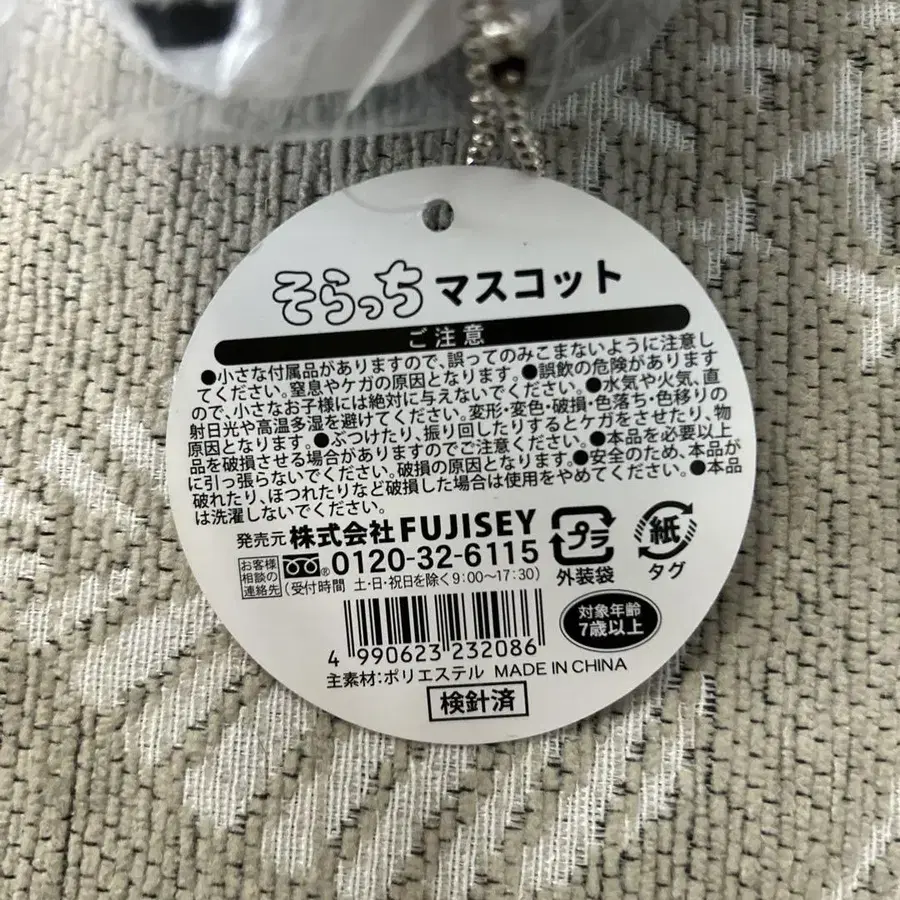 そらっち マスコット
ご注意
●小さな付属品がありますので、誤ってのみこまないように注意し
てください。窒息やケガの原因となります。●誤飲の危険があります
ので、小さなお子様には絶対に与えないでください。●水気や火気、直
射日光や高温多湿を避けてください。変形・変色・破損・色落ち・色移りの
原因となります。●ぶつけたり、振り回したりするとケガをさせたり、物
品を破損させる場合がありますのでご注意ください。●本品を必要以上
に引っ張らないでください。破損の原因となります。●安全のため、本品が
破れたり、ほつれたりなど破損した場合は使用をやめてください。●本品
は洗濯しないでください。
発売元 株式会社 FUJISEY
お客様
相談の
連絡先
® 0120-32-6115
(受付時間 土・日・祝日を除く9:00〜17:30)
プラ
外装袋
紙
タグ
対象年齢
7歳以上
4 990623 232086
主素材:ポリエステル MADE IN CHINA
検針済